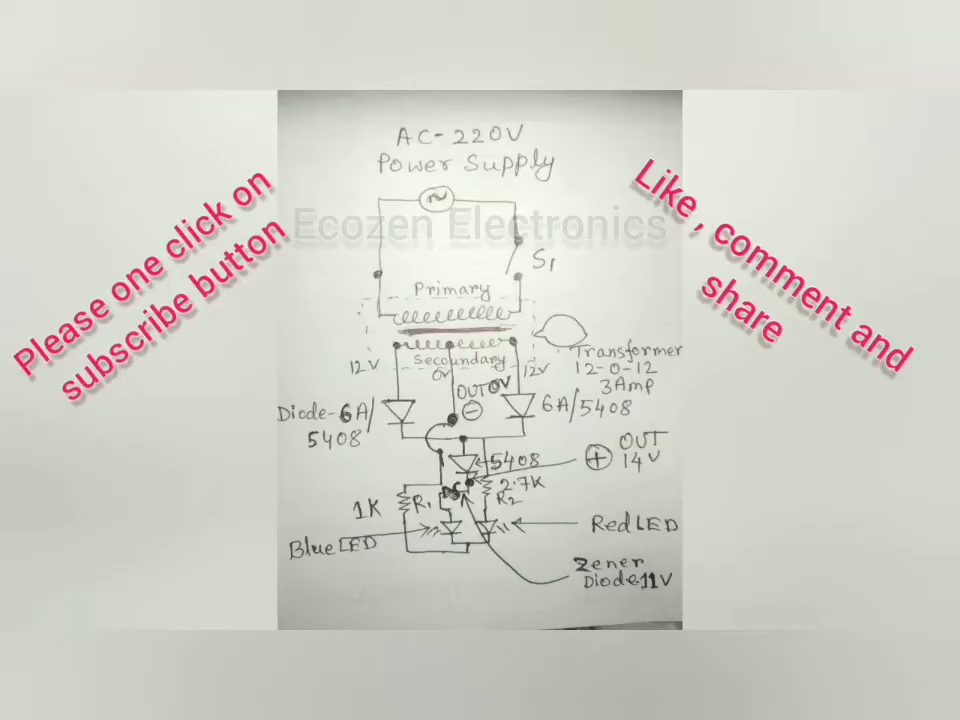 AC-220V
Power Supply
Ecozen Electronics
Please one click on
subscribe button
Like , comment and
share
S1
Primary
Secoundary
12V
0V
12V
Transformer
12-0-12
3Amp
OUT 0V
Diode-6A/
5408
6A/5408
5408
OUT
14V
2.7K
R2
1K
R1
Red LED
Blue LED
Zener
Diode-11V